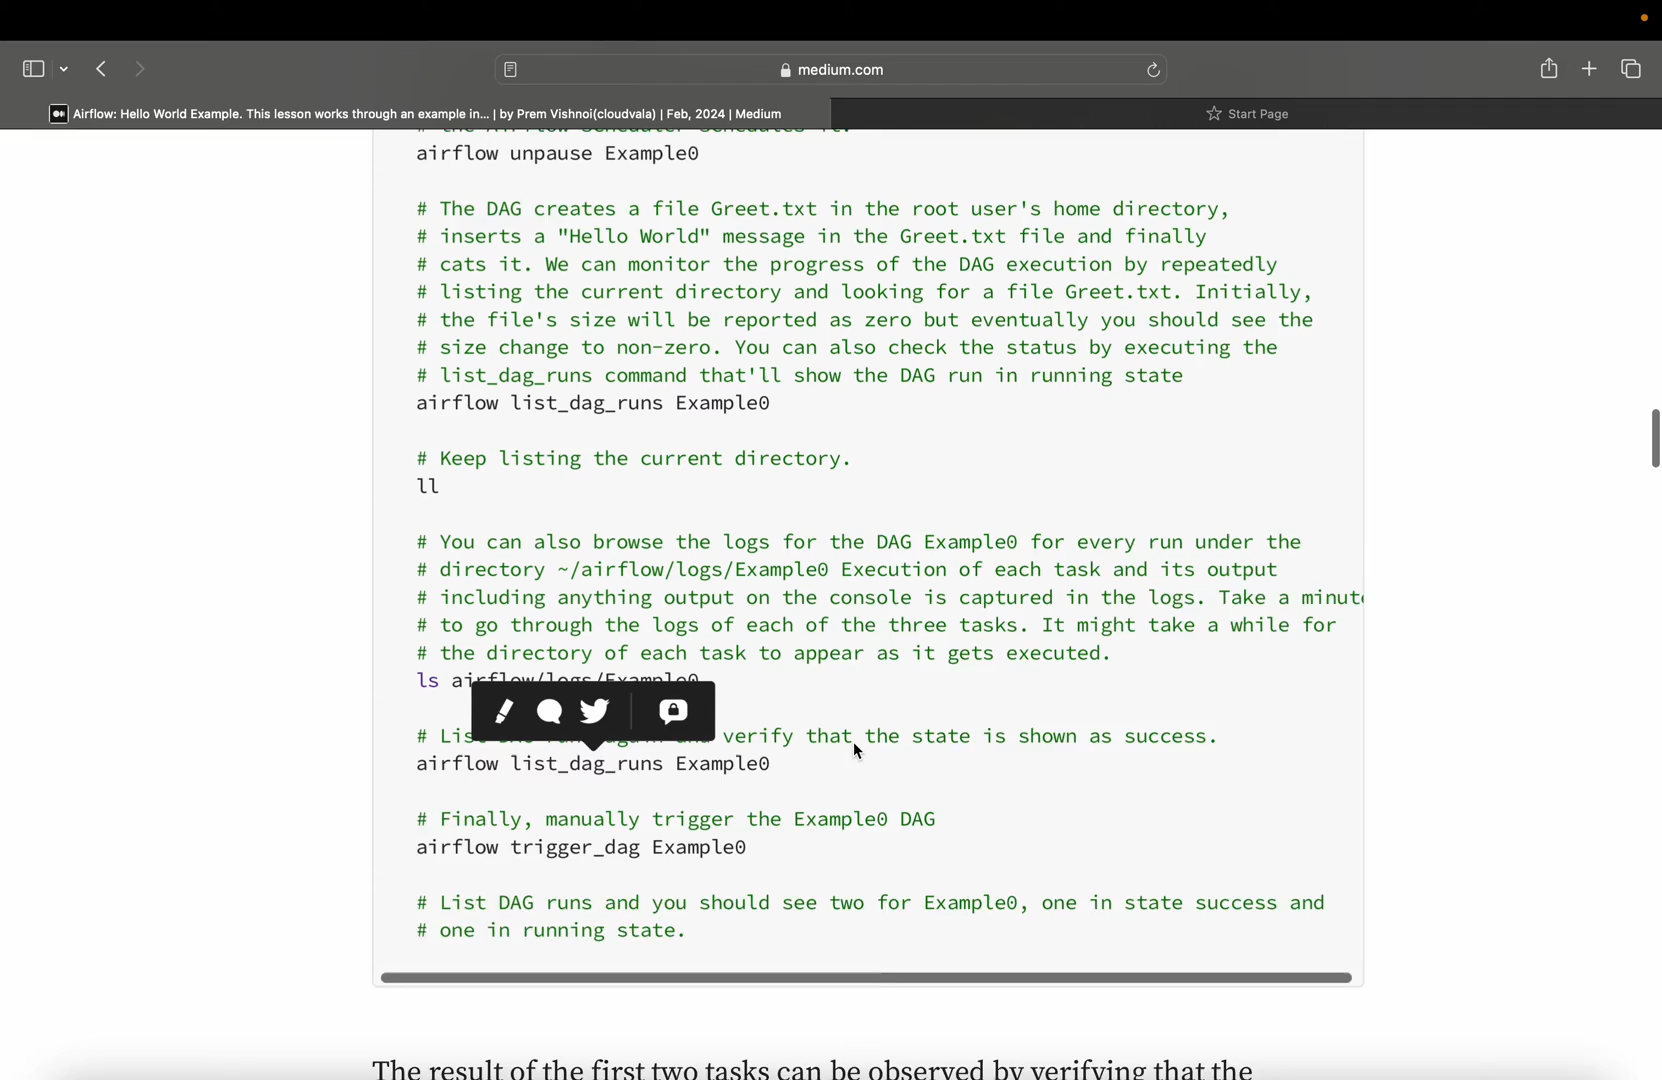 medium.com
Airflow: Hello World Example. This lesson works through an example in... | by Prem Vishnoi(cloudvala) | Feb, 2024 | Medium
Start Page
# the Airflow Scheduler schedules it.
airflow unpause Example0
# The DAG creates a file Greet.txt in the root user's home directory,
# inserts a "Hello World" message in the Greet.txt file and finally
# cats it. We can monitor the progress of the DAG execution by repeatedly
# listing the current directory and looking for a file Greet.txt. Initially,
# the file's size will be reported as zero but eventually you should see the
# size change to non-zero. You can also check the status by executing the
# list_dag_runs command that'll show the DAG run in running state
airflow list_dag_runs Example0
# Keep listing the current directory.
ll
# You can also browse the logs for the DAG Example0 for every run under the
# directory ~/airflow/logs/Example0 Execution of each task and its output
# including anything output on the console is captured in the logs. Take a minute
# to go through the logs of each of the three tasks. It might take a while for
# the directory of each task to appear as it gets executed.
ls airflow/logs/Example0
# List verify that the state is shown as success.
airflow list_dag_runs Example0
# Finally, manually trigger the Example0 DAG
airflow trigger_dag Example0
# List DAG runs and you should see two for Example0, one in state success and
# one in running state.
The result of the first two tasks can be observed by verifying that the